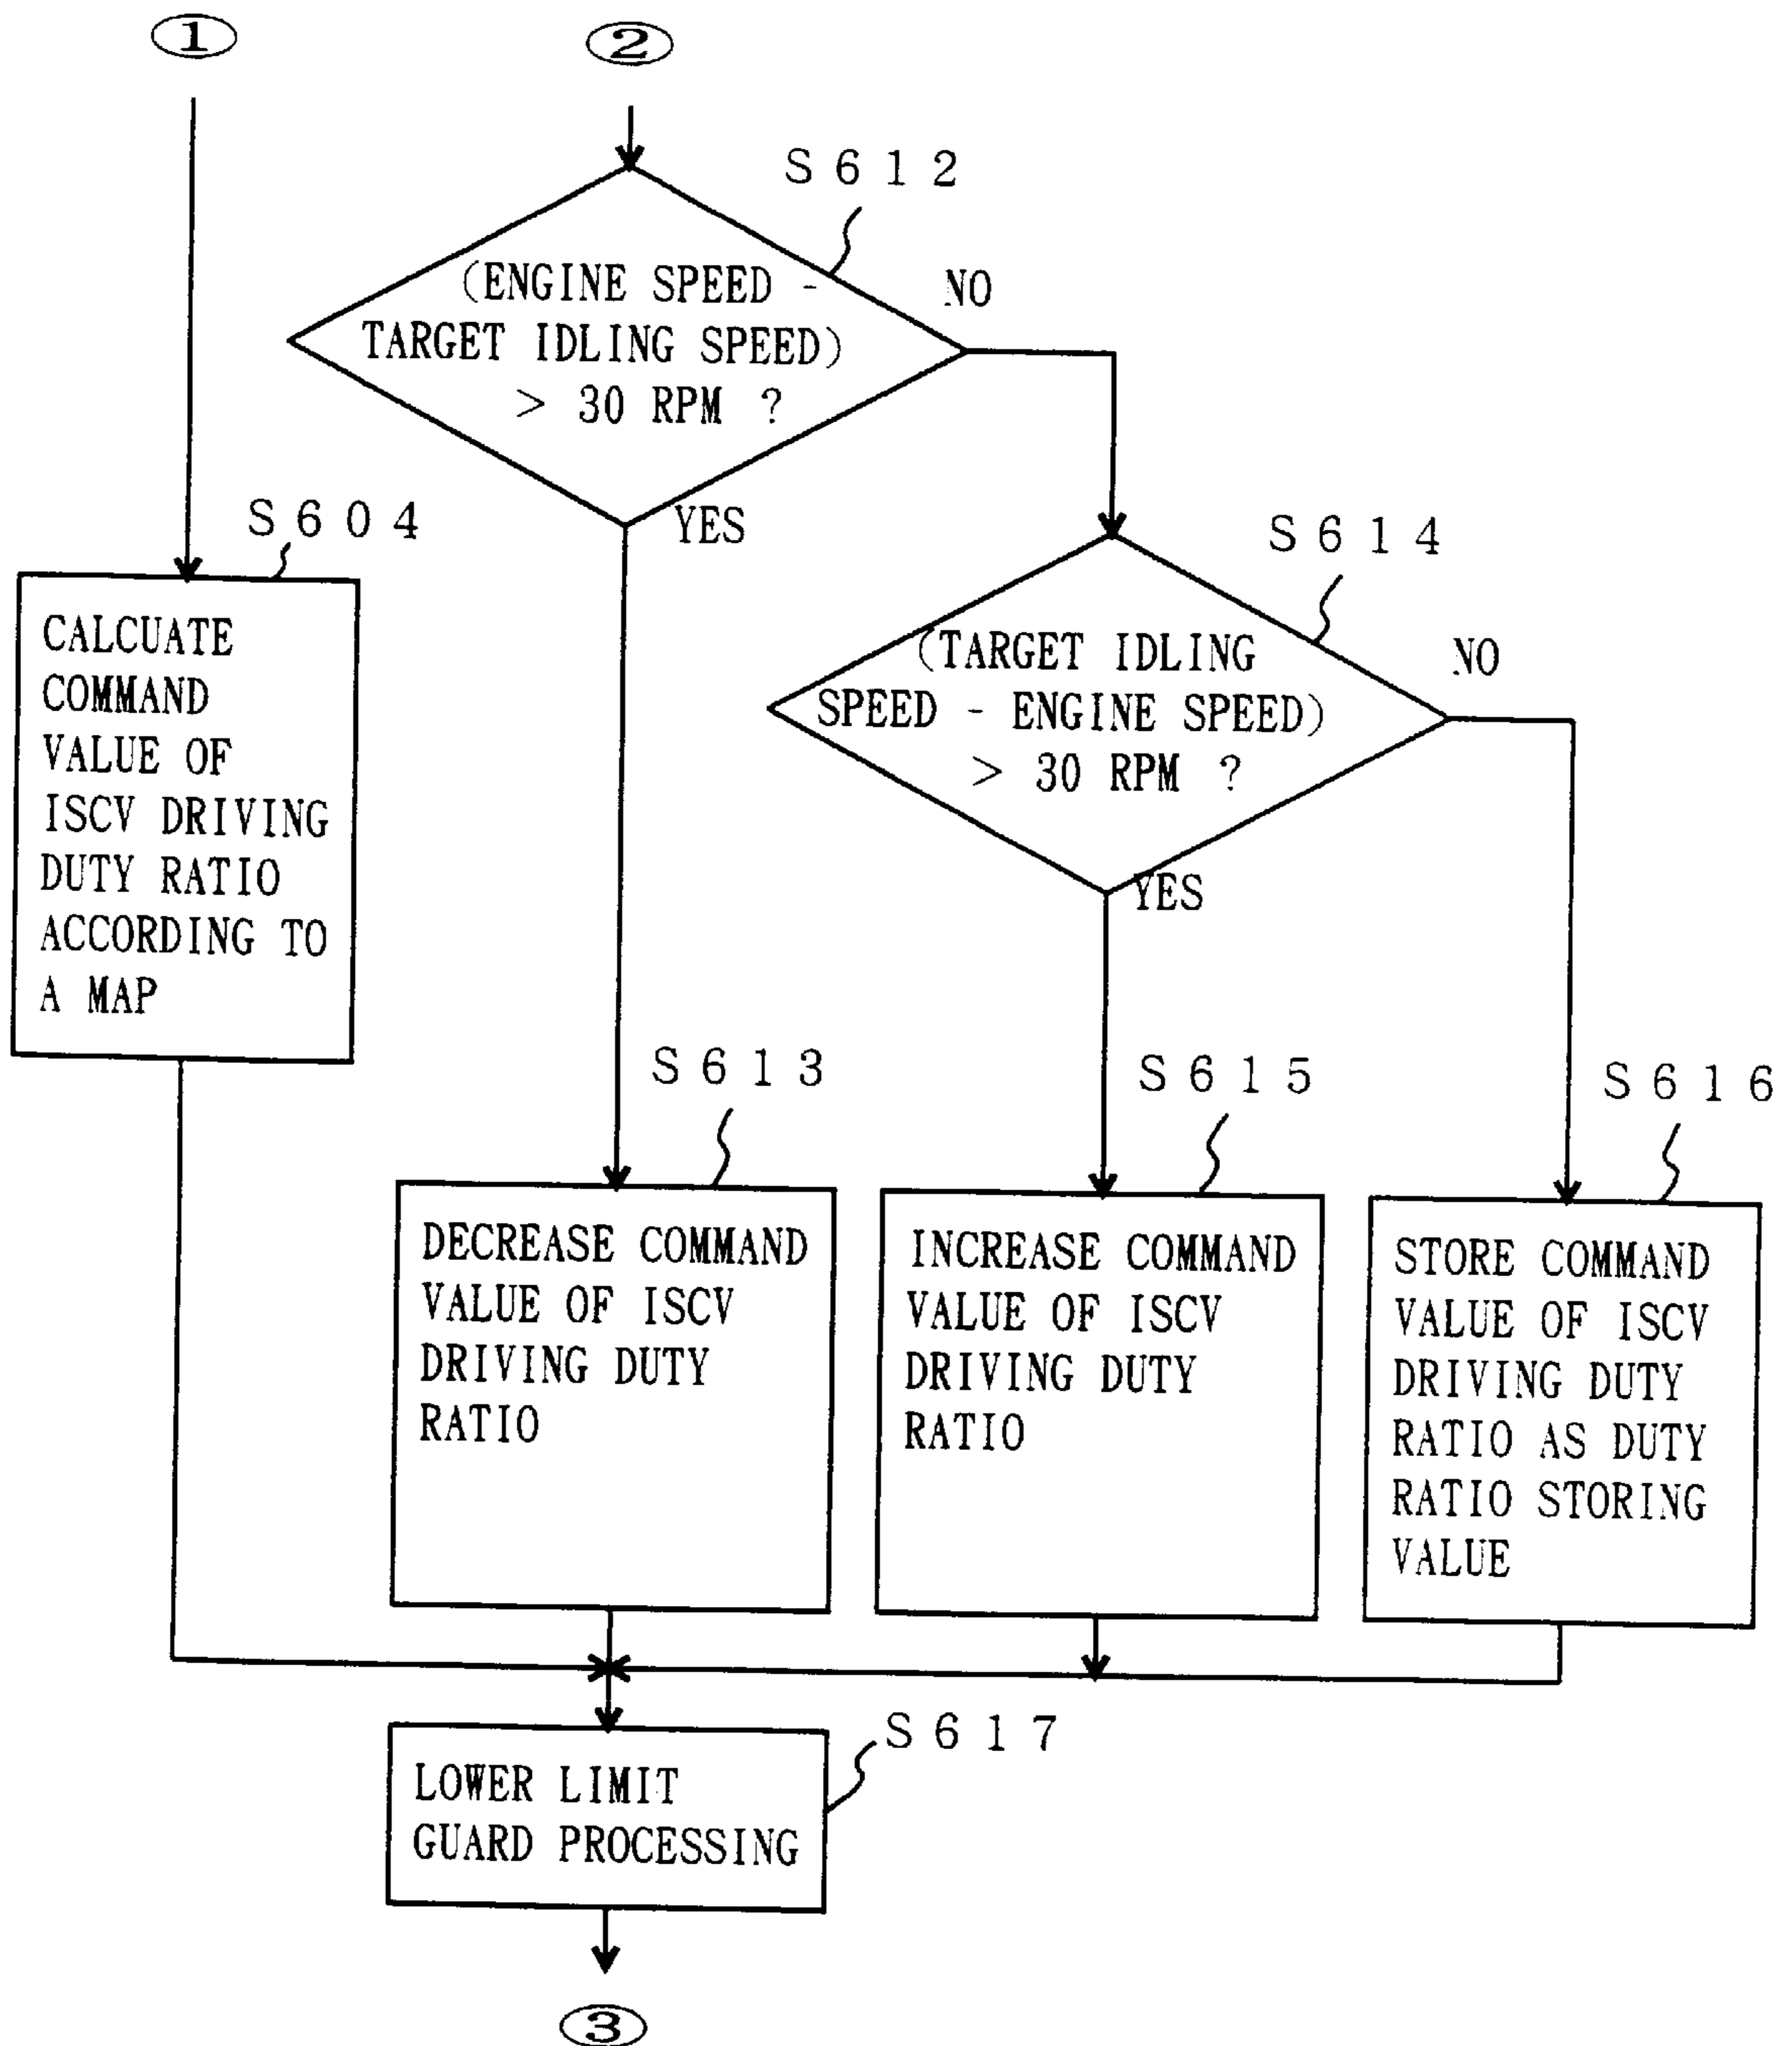 ①
②
S612
(ENGINE SPEED -
TARGET IDLING SPEED)
> 30 RPM ?
NO
YES
S604
CALCUATE
COMMAND
VALUE OF
ISCV DRIVING
DUTY RATIO
ACCORDING TO
A MAP
S614
(TARGET IDLING
SPEED - ENGINE SPEED)
> 30 RPM ?
NO
YES
S613
DECREASE COMMAND
VALUE OF ISCV
DRIVING DUTY
RATIO
S615
INCREASE COMMAND
VALUE OF ISCV
DRIVING DUTY
RATIO
S616
STORE COMMAND
VALUE OF ISCV
DRIVING DUTY
RATIO AS DUTY
RATIO STORING
VALUE
S617
LOWER LIMIT
GUARD PROCESSING
③